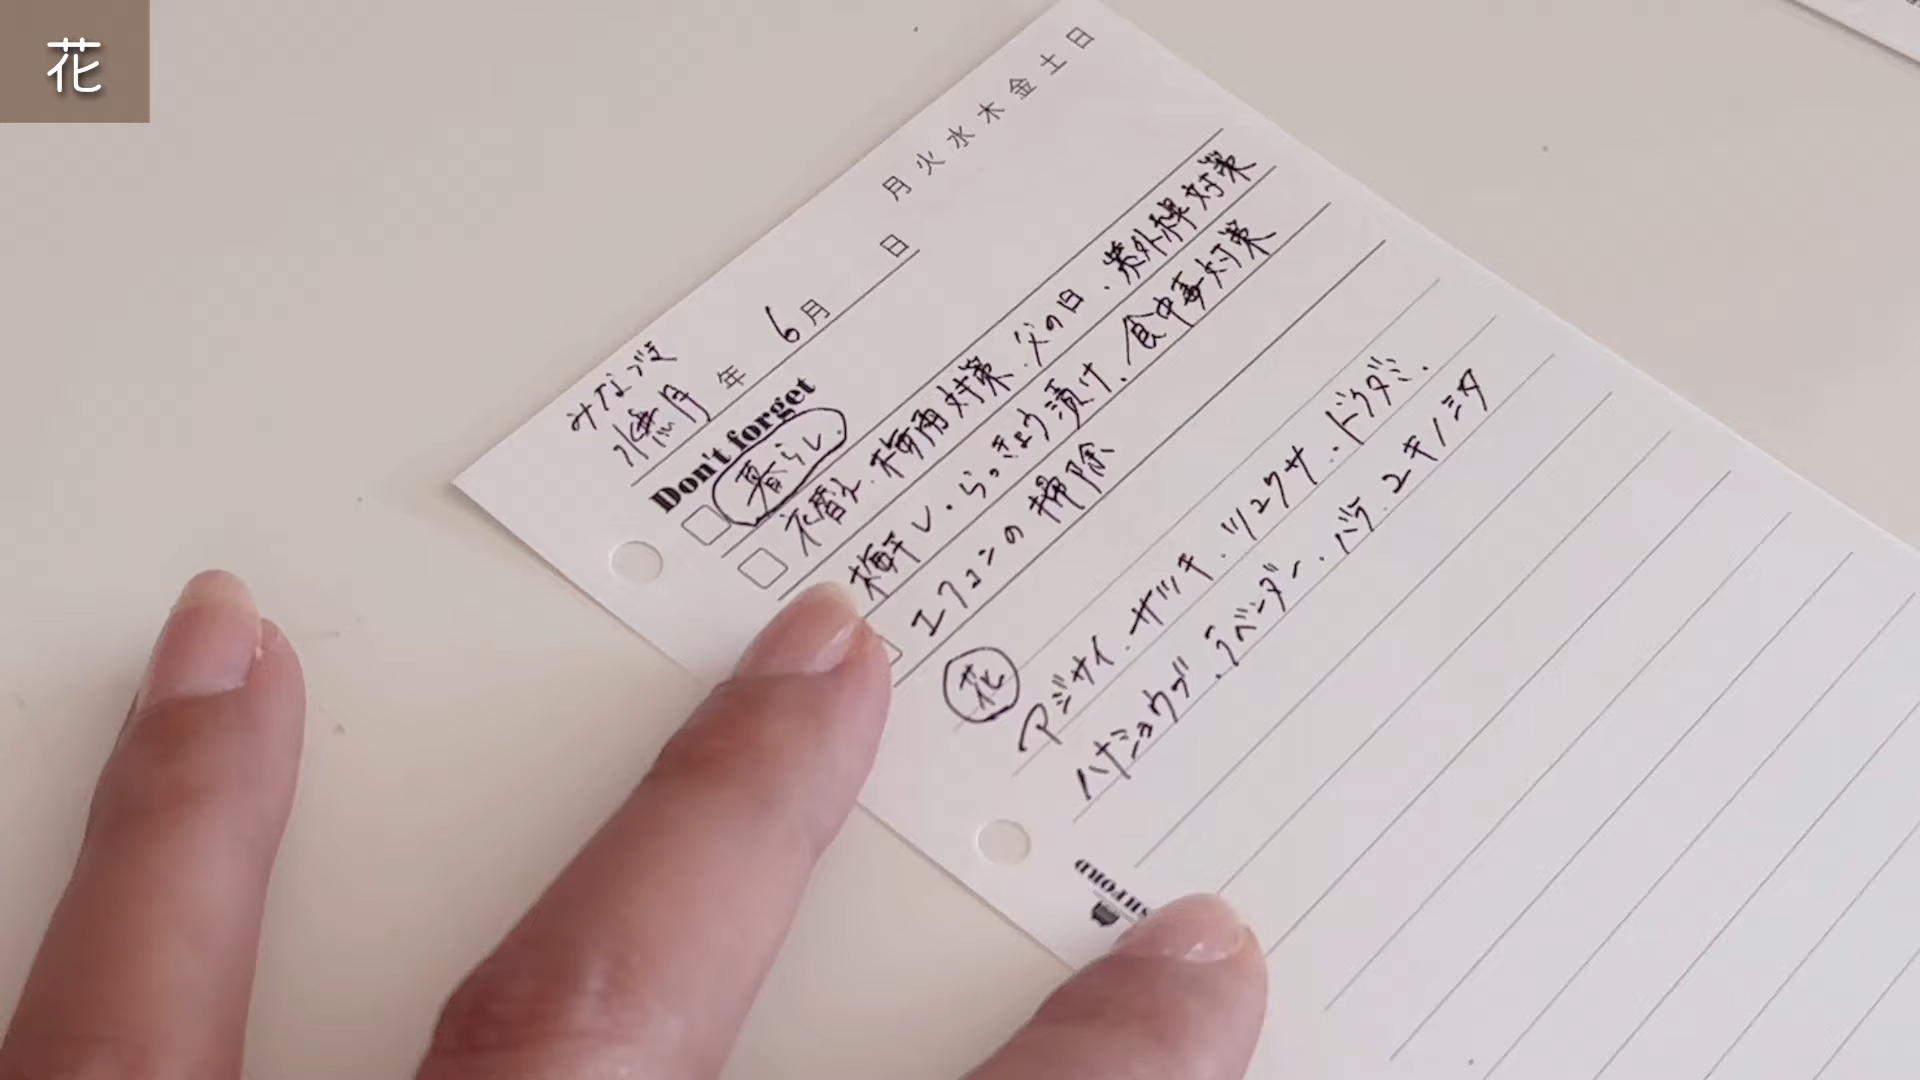 花
月 火 水 木 金 土 日
みなづき
水無月 年 6月 日
Don't forget
暮らし
衣替え・梅雨対策・父の日・紫外線対策
梅干し・らっきょう漬け、食中毒対策
エアコンの掃除
花
アジサイ・サツキ・ツユクサ・ドクダミ・
ハナショウブ・ラベンダー・バラ・ユキノシタ